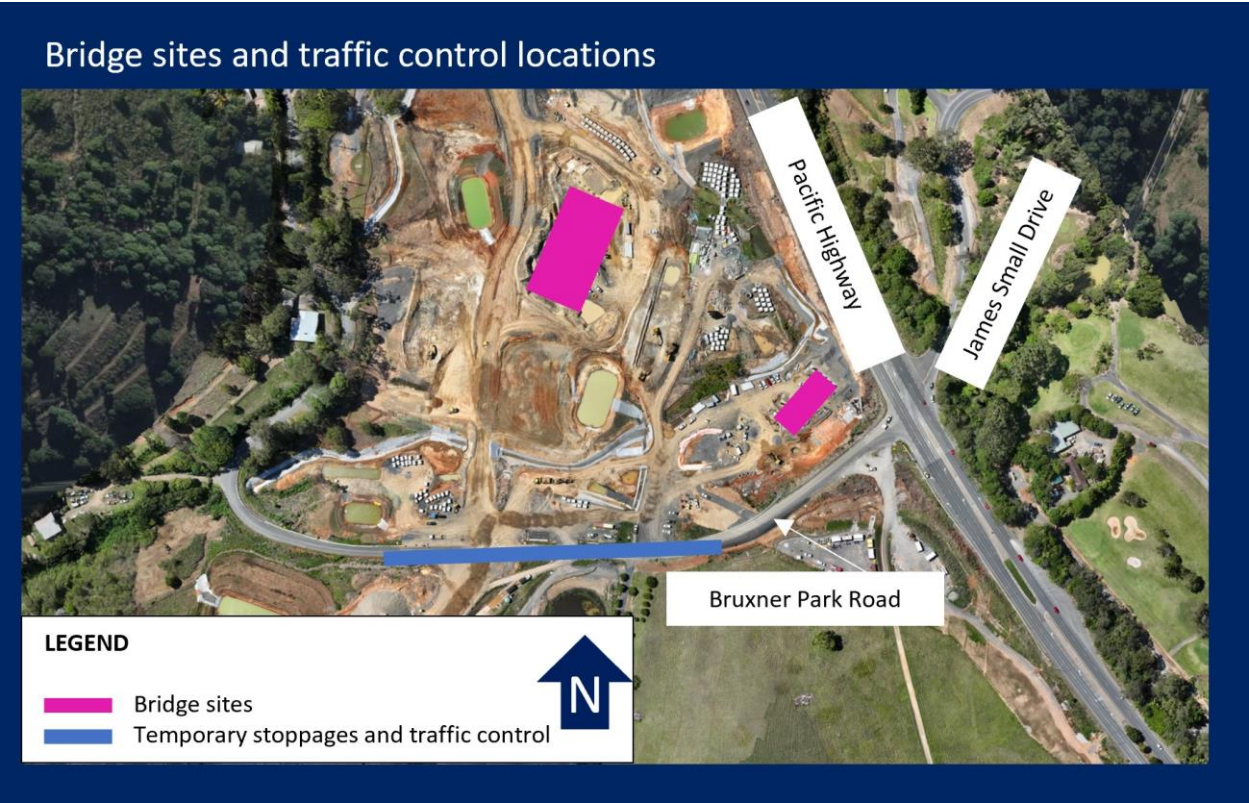 Bridge sites and traffic control locations
Pacific Highway
James Small Drive
Bruxner Park Road
LEGEND
N
Bridge sites
Temporary stoppages and traffic control